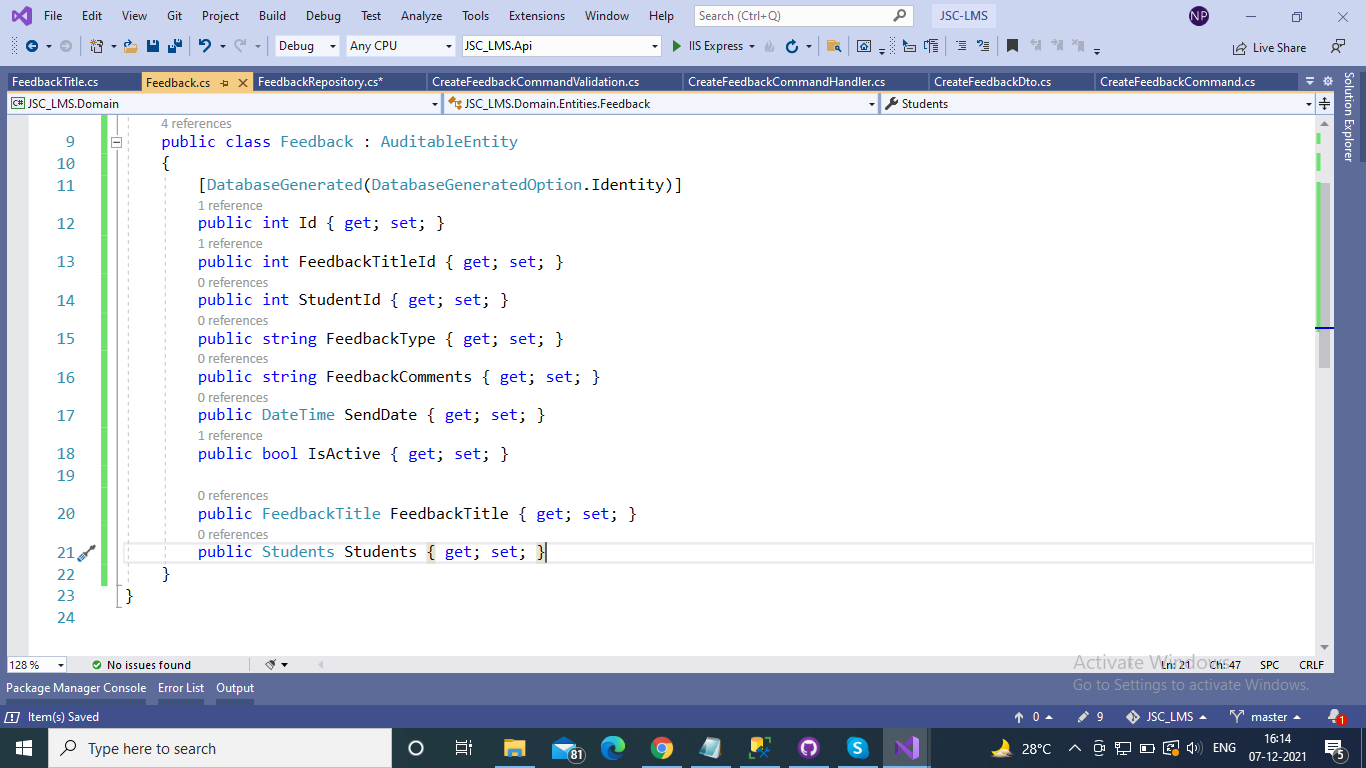 File Edit View Git Project Build Debug Test Analyze Tools Extensions Window Help Search (Ctrl+Q) JSC-LMS NP
Debug Any CPU JSC_LMS.Api IIS Express Live Share
FeedbackTitle.cs Feedback.cs FeedbackRepository.cs* CreateFeedbackCommandValidation.cs CreateFeedbackCommandHandler.cs CreateFeedbackDto.cs CreateFeedbackCommand.cs
Solution Explorer
C# JSC_LMS.Domain JSC_LMS.Domain.Entities.Feedback Students
4 references
9 public class Feedback : AuditableEntity
10 {
11 [DatabaseGenerated(DatabaseGeneratedOption.Identity)]
1 reference
12 public int Id { get; set; }
1 reference
13 public int FeedbackTitleId { get; set; }
0 references
14 public int StudentId { get; set; }
0 references
15 public string FeedbackType { get; set; }
0 references
16 public string FeedbackComments { get; set; }
0 references
17 public DateTime SendDate { get; set; }
1 reference
18 public bool IsActive { get; set; }
19
0 references
20 public FeedbackTitle FeedbackTitle { get; set; }
0 references
21 public Students Students { get; set; }
22 }
23 }
24
128 % No issues found Ln: 21 Ch: 47 SPC CRLF
Activate Windows
Go to Settings to activate Windows.
Package Manager Console Error List Output
Item(s) Saved 0 9 JSC_LMS master 1
Type here to search 81 28°C ENG 16:14
07-12-2021 5